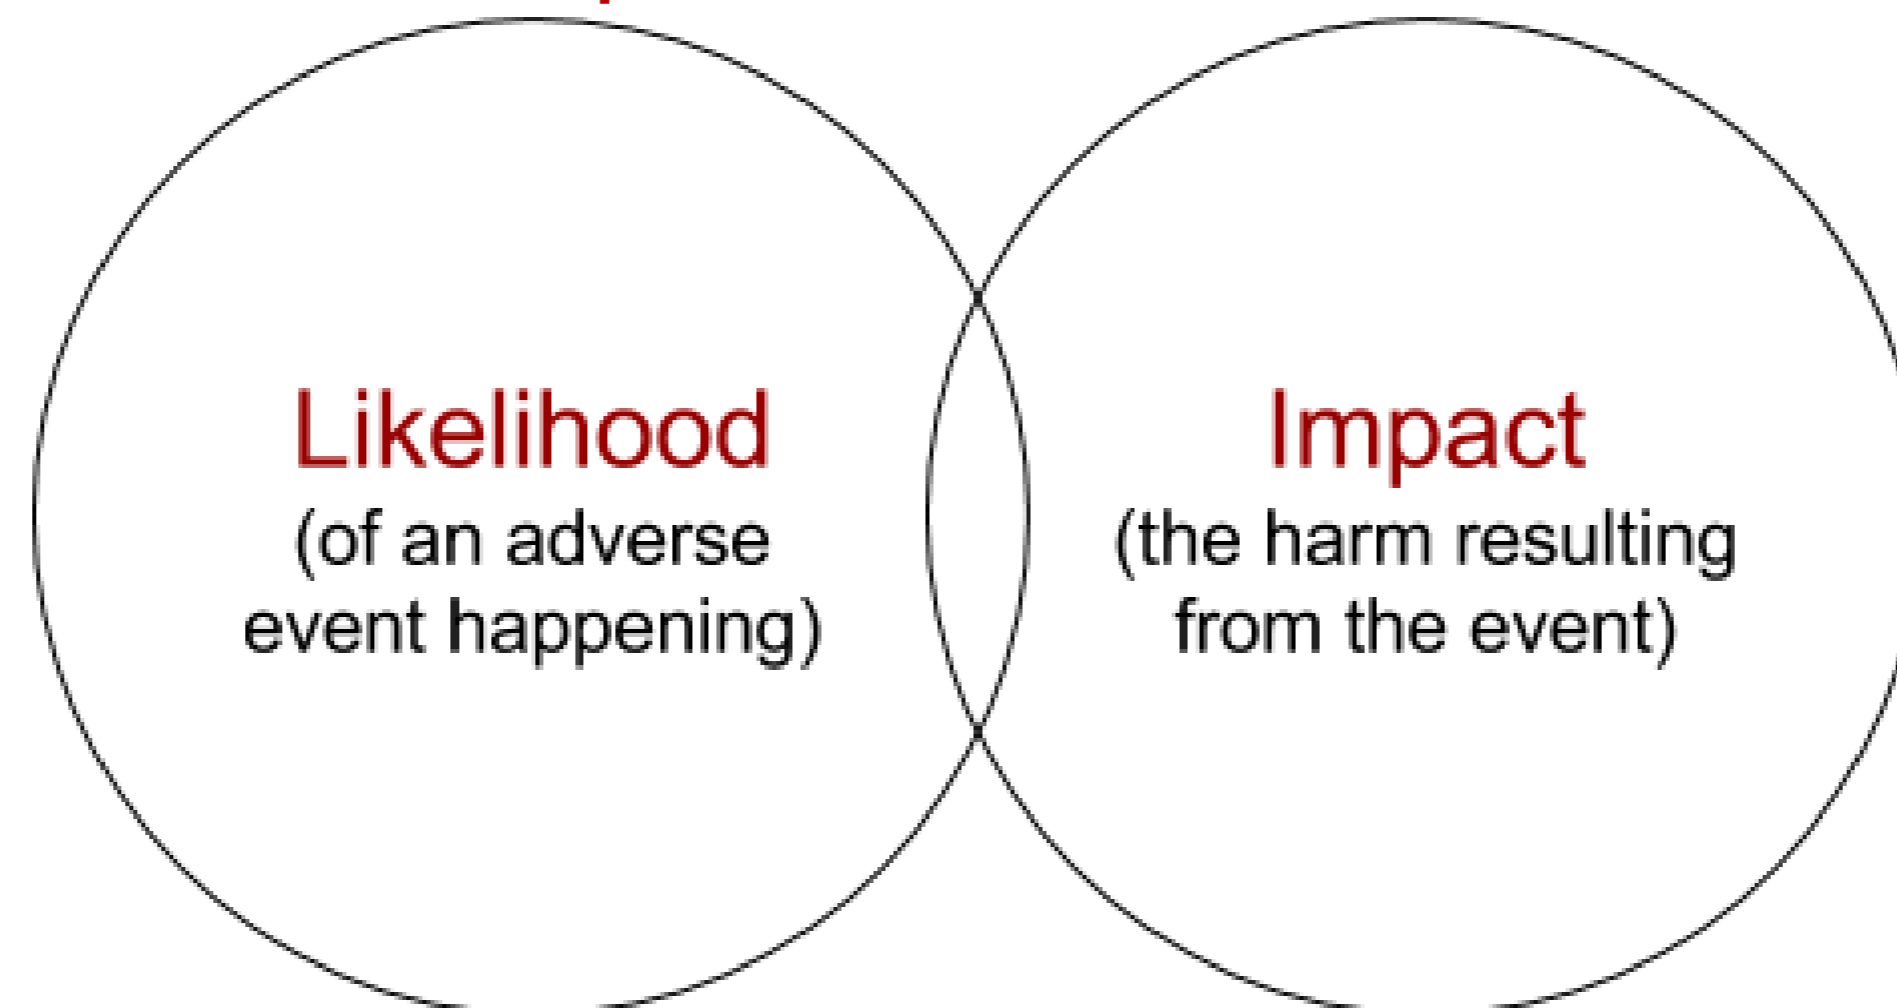 Likelihood
(of an adverse
event happening)
Impact
(the harm resulting
from the event)